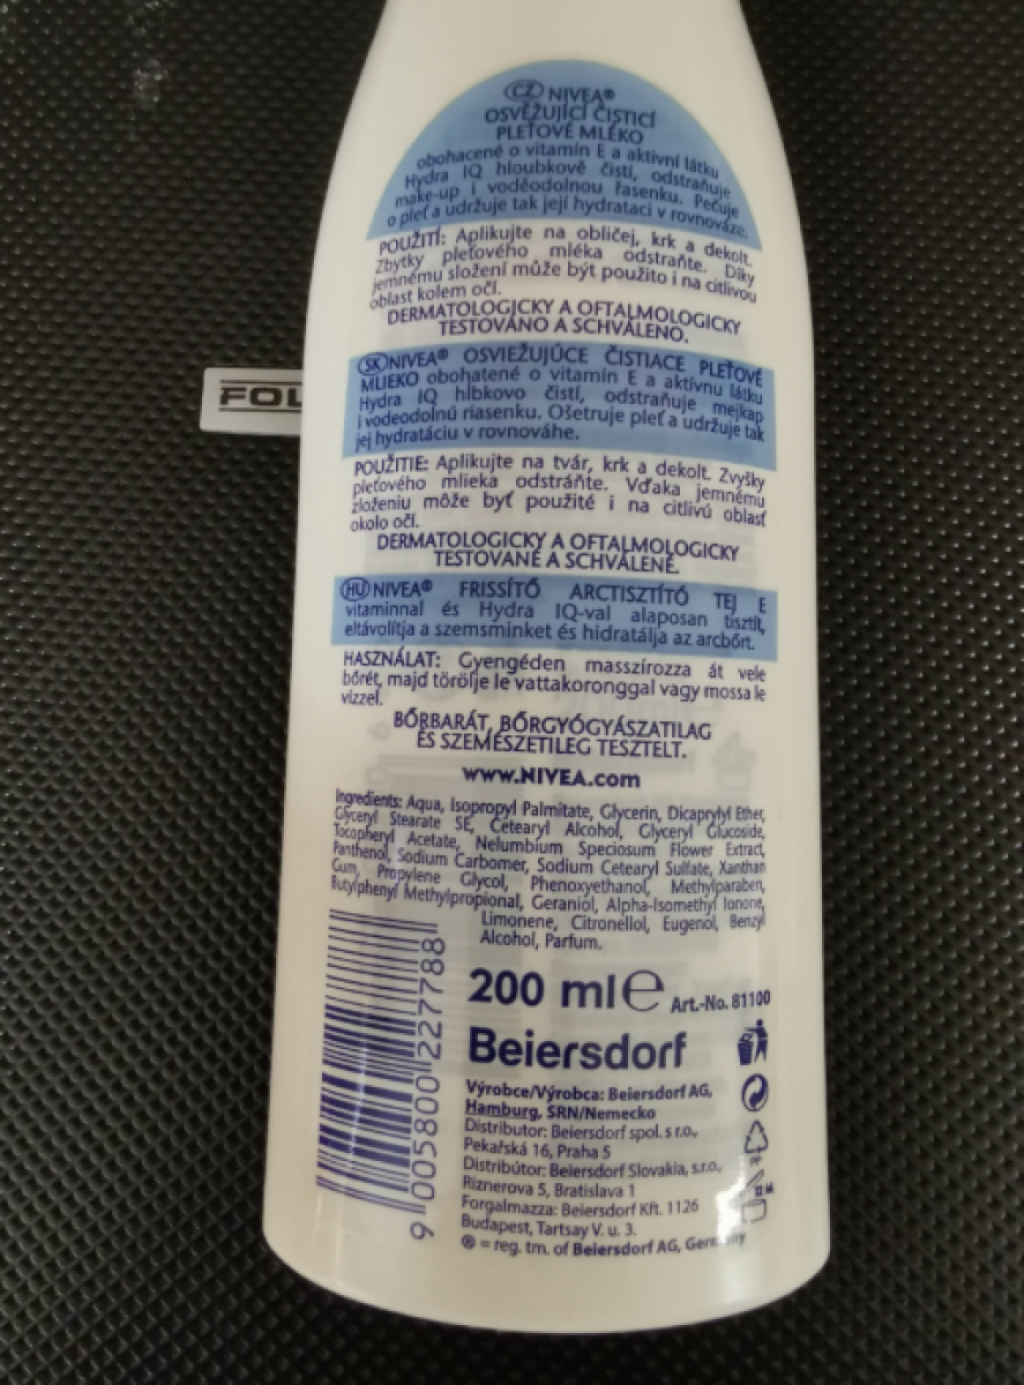 CZ NIVEA®
OSVĚŽUJÍCÍ ČISTICÍ
PLEŤOVÉ MLÉKO
obohacené o vitamin E a aktivní látku
Hydra IQ hloubkově čistí, odstraňuje
make-up i voděodolnou řasenku. Pečuje
o pleť a udržuje tak její hydrataci v rovnováze.
POUŽITÍ: Aplikujte na obličej, krk a dekolt.
Zbytky pleťového mléka odstraňte. Díky
jemnému složení může být použito i na citlivou
oblast kolem očí.
DERMATOLOGICKY A OFTALMOLOGICKY
TESTOVÁNO A SCHVÁLENO.
SK NIVEA® OSVIEŽUJÚCE ČISTIACE PLEŤOVÉ
MLIEKO obohatené o vitamín E a aktívnu látku
Hydra IQ hĺbkovo čistí, odstraňuje mejkap
i vodeodolnú riasenku. Ošetruje pleť a udržuje tak
jej hydratáciu v rovnováhe.
POUŽITIE: Aplikujte na tvár, krk a dekolt. Zvyšky
pleťového mlieka odstráňte. Vďaka jemnému
zloženiu môže byť použité i na citlivú oblasť
okolo očí.
DERMATOLOGICKY A OFTALMOLOGICKY
TESTOVANÉ A SCHVÁLENÉ.
HU NIVEA® FRISSÍTŐ ARCTISZTÍTÓ TEJ E
vitaminnal és Hydra IQ-val alaposan tisztít,
eltávolítja a szemsminket és hidratálja az arcbőrt.
HASZNÁLAT: Gyengéden masszírozza át vele
bőrét, majd törölje le vattakoronggal vagy mossa le
vízzel.
BŐRBARÁT, BŐRGYÓGYÁSZATILAG
ÉS SZEMÉSZETILEG TESZTELT.
www.NIVEA.com
Ingredients: Aqua, Isopropyl Palmitate, Glycerin, Dicaprylyl Ether,
Glyceryl Stearate SE, Cetearyl Alcohol, Glyceryl Glucoside,
Tocopheryl Acetate, Nelumbium Speciosum Flower Extract,
Panthenol, Sodium Carbomer, Sodium Cetearyl Sulfate, Xanthan
Gum, Propylene Glycol, Phenoxyethanol, Methylparaben,
Butylphenyl Methylpropional, Geraniol, Alpha-Isomethyl Ionone,
Limonene, Citronellol, Eugenol, Benzyl
Alcohol, Parfum.
200 ml e Art.-No. 81100
Beiersdorf
Výrobce/Výrobca: Beiersdorf AG,
Hamburg, SRN/Nemecko
Distributor: Beiersdorf spol. s r.o.,
Pekařská 16, Praha 5
Distribútor: Beiersdorf Slovakia, s.r.o.,
Riznerova 5, Bratislava 1
Forgalmazza: Beiersdorf Kft. 1126
Budapest, Tartsay V. u. 3.
® = reg. tm. of Beiersdorf AG, Germany
9 005800 227788
PP
FOL